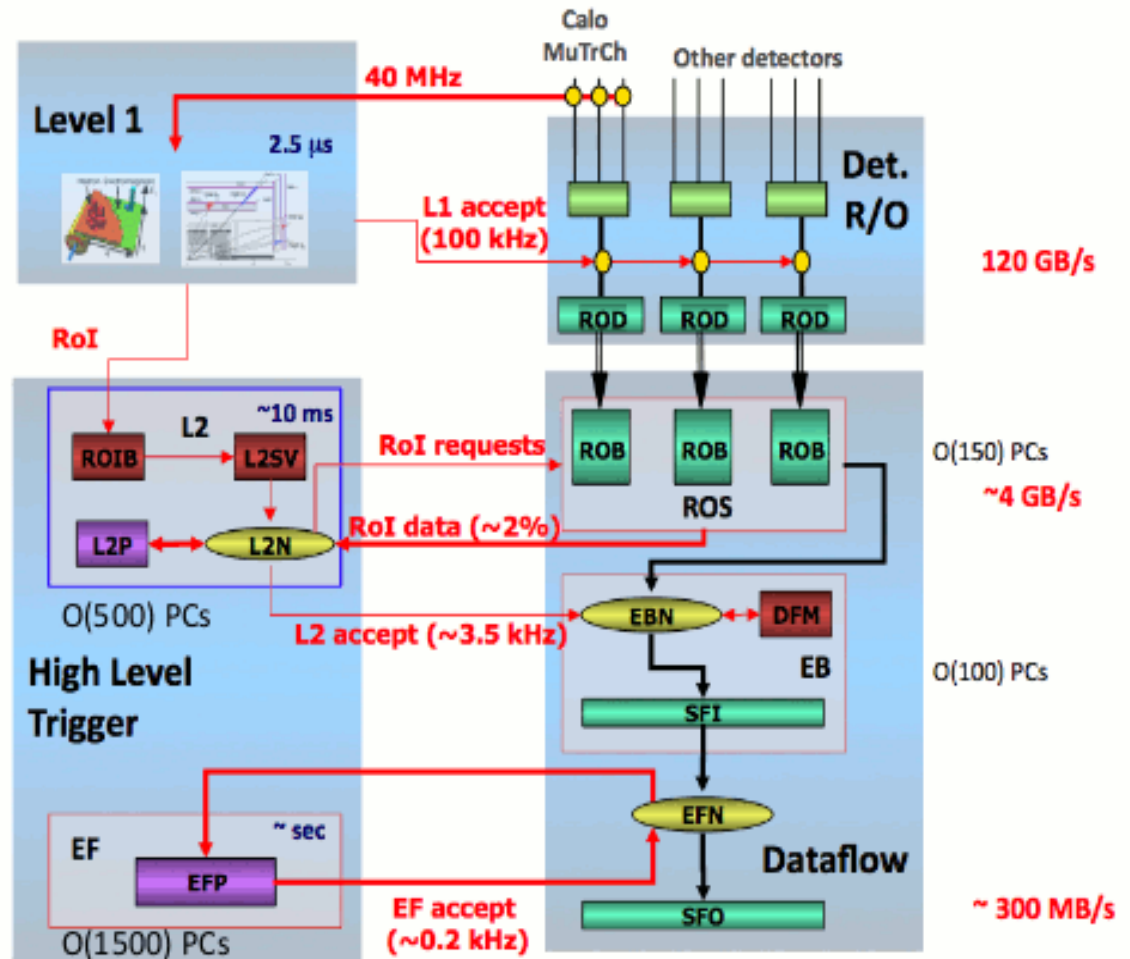 Calo
MuTrCh
Other detectors
40 MHz
Level 1
2.5 μs
Det.
R/O
L1 accept
(100 kHz)
120 GB/s
ROD
ROD
ROD
RoI
~10 ms
L2
ROIB
L2SV
RoI requests
ROB
ROB
ROB
O(150) PCs
ROS
~4 GB/s
RoI data (~2%)
L2P
L2N
O(500) PCs
L2 accept (~3.5 kHz)
EBN
DFM
EB
O(100) PCs
High Level
Trigger
SFI
EFN
~ sec
EF
EFP
Dataflow
EF accept
(~0.2 kHz)
SFO
~ 300 MB/s
O(1500) PCs